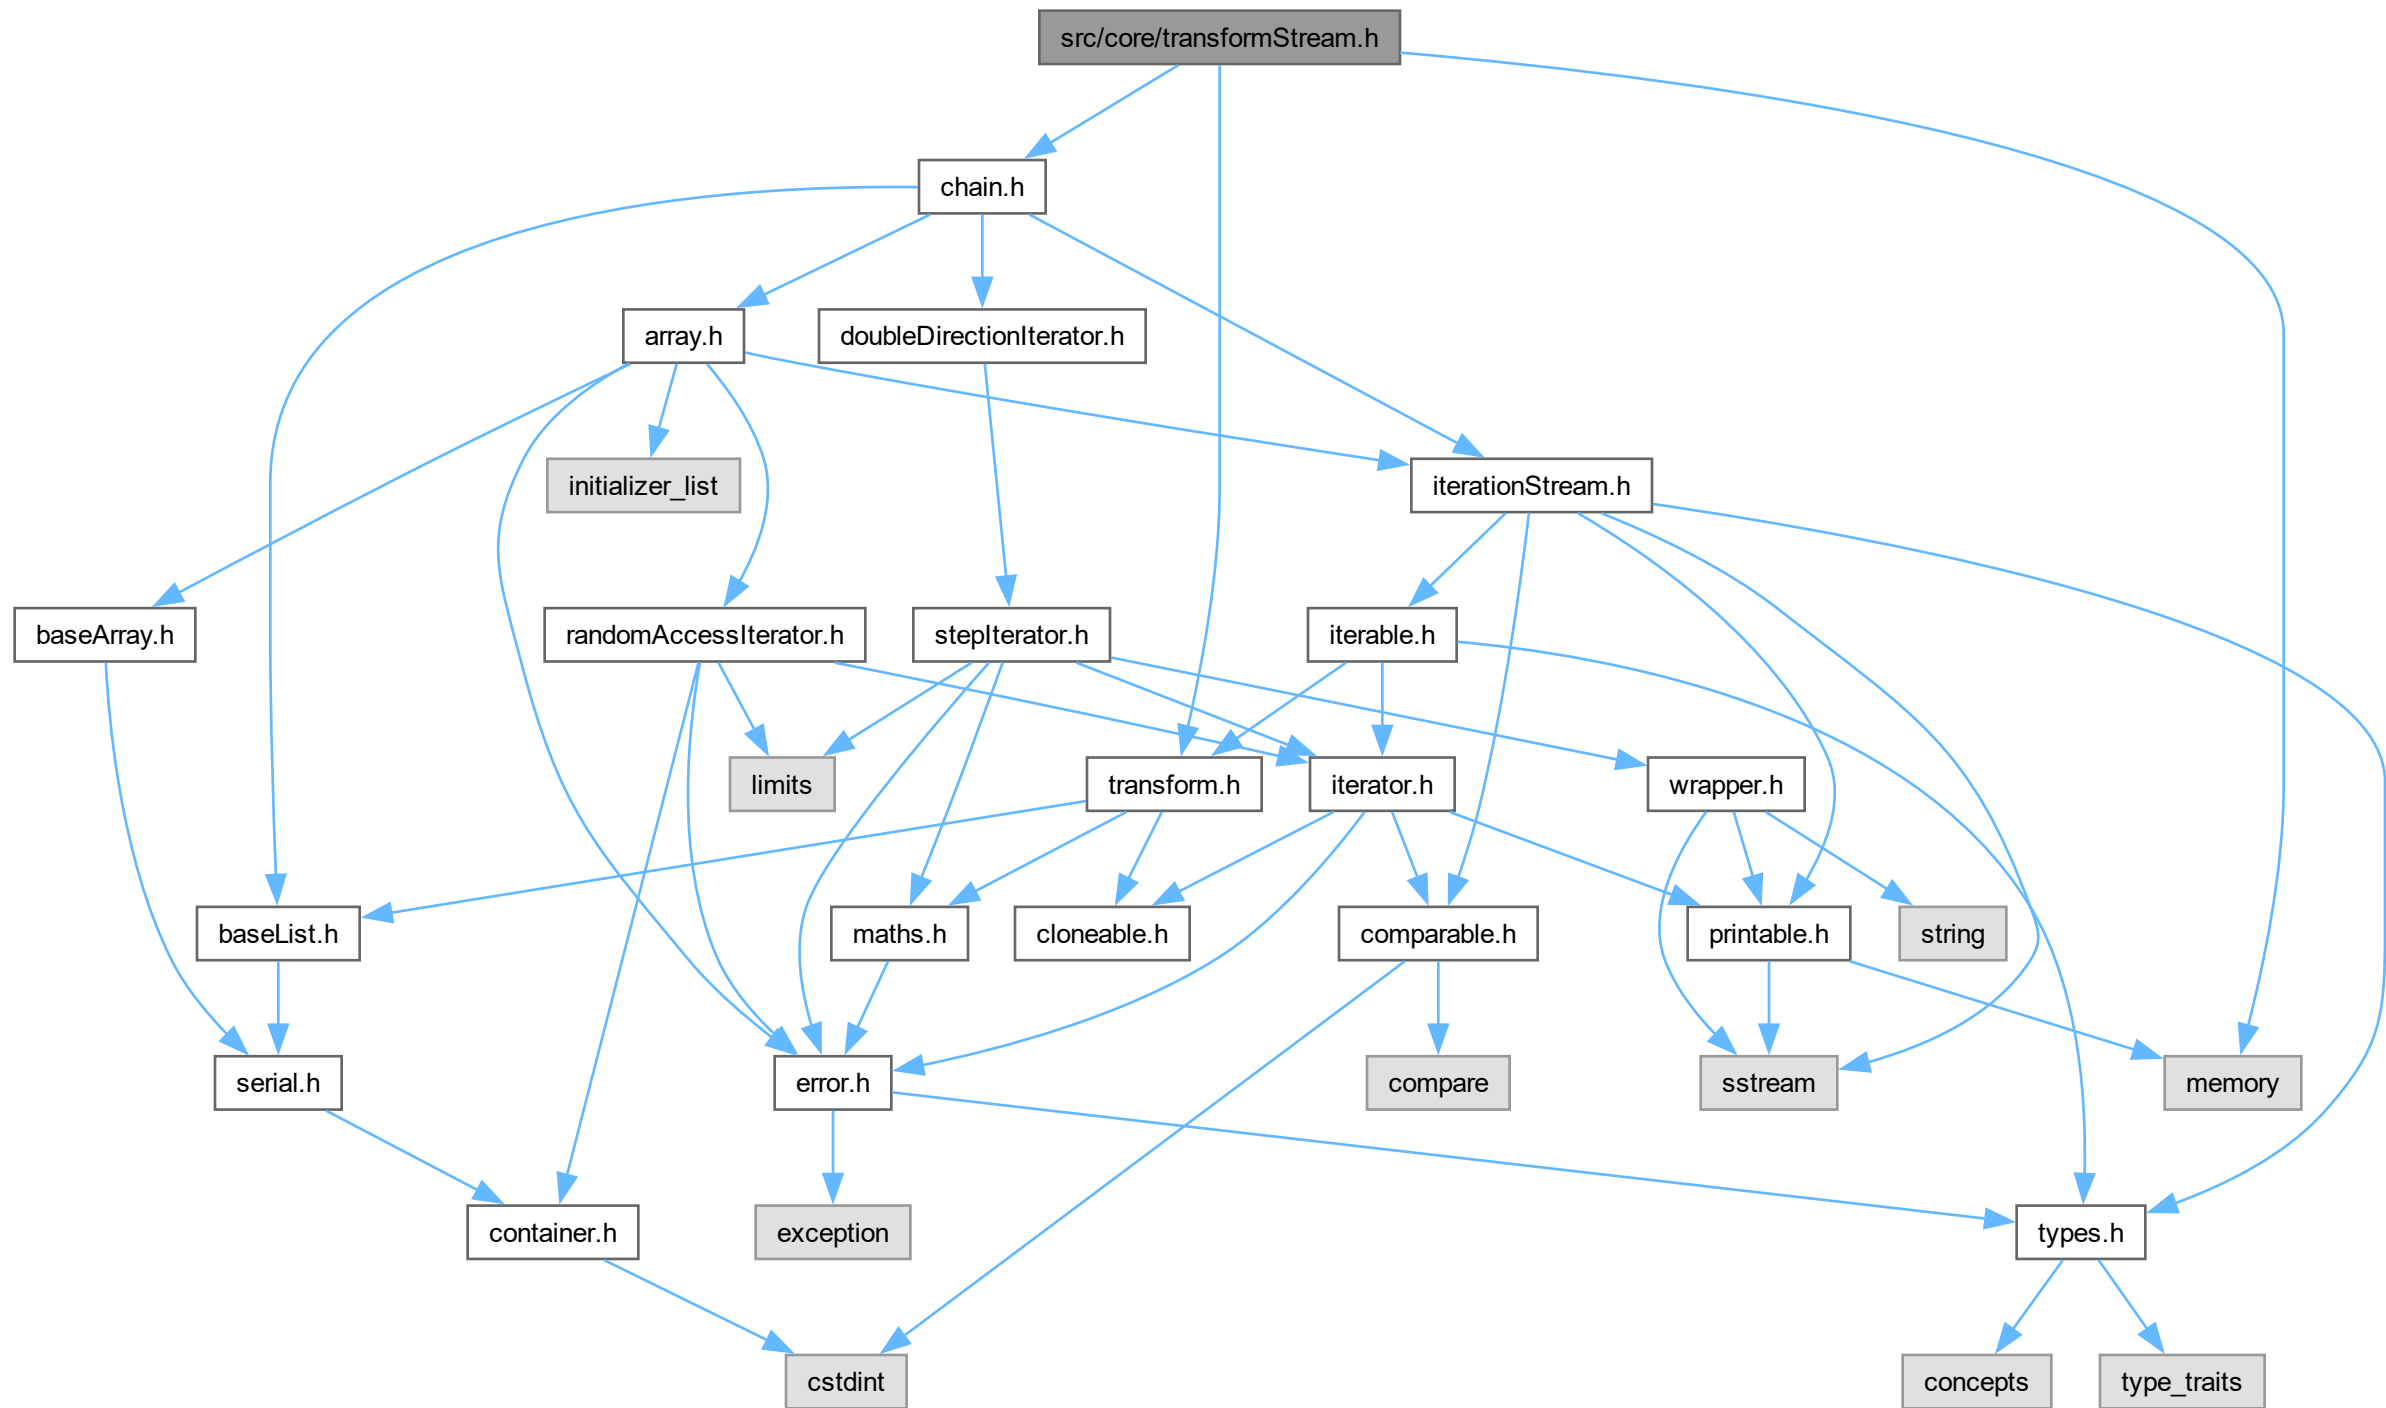 src/core/transformStream.h
chain.h
array.h
doubleDirectionIterator.h
initializer_list
iterationStream.h
baseArray.h
randomAccessIterator.h
stepIterator.h
iterable.h
limits
transform.h
iterator.h
wrapper.h
baseList.h
maths.h
cloneable.h
comparable.h
printable.h
string
serial.h
error.h
compare
sstream
memory
container.h
exception
types.h
cstdint
concepts
type_traits